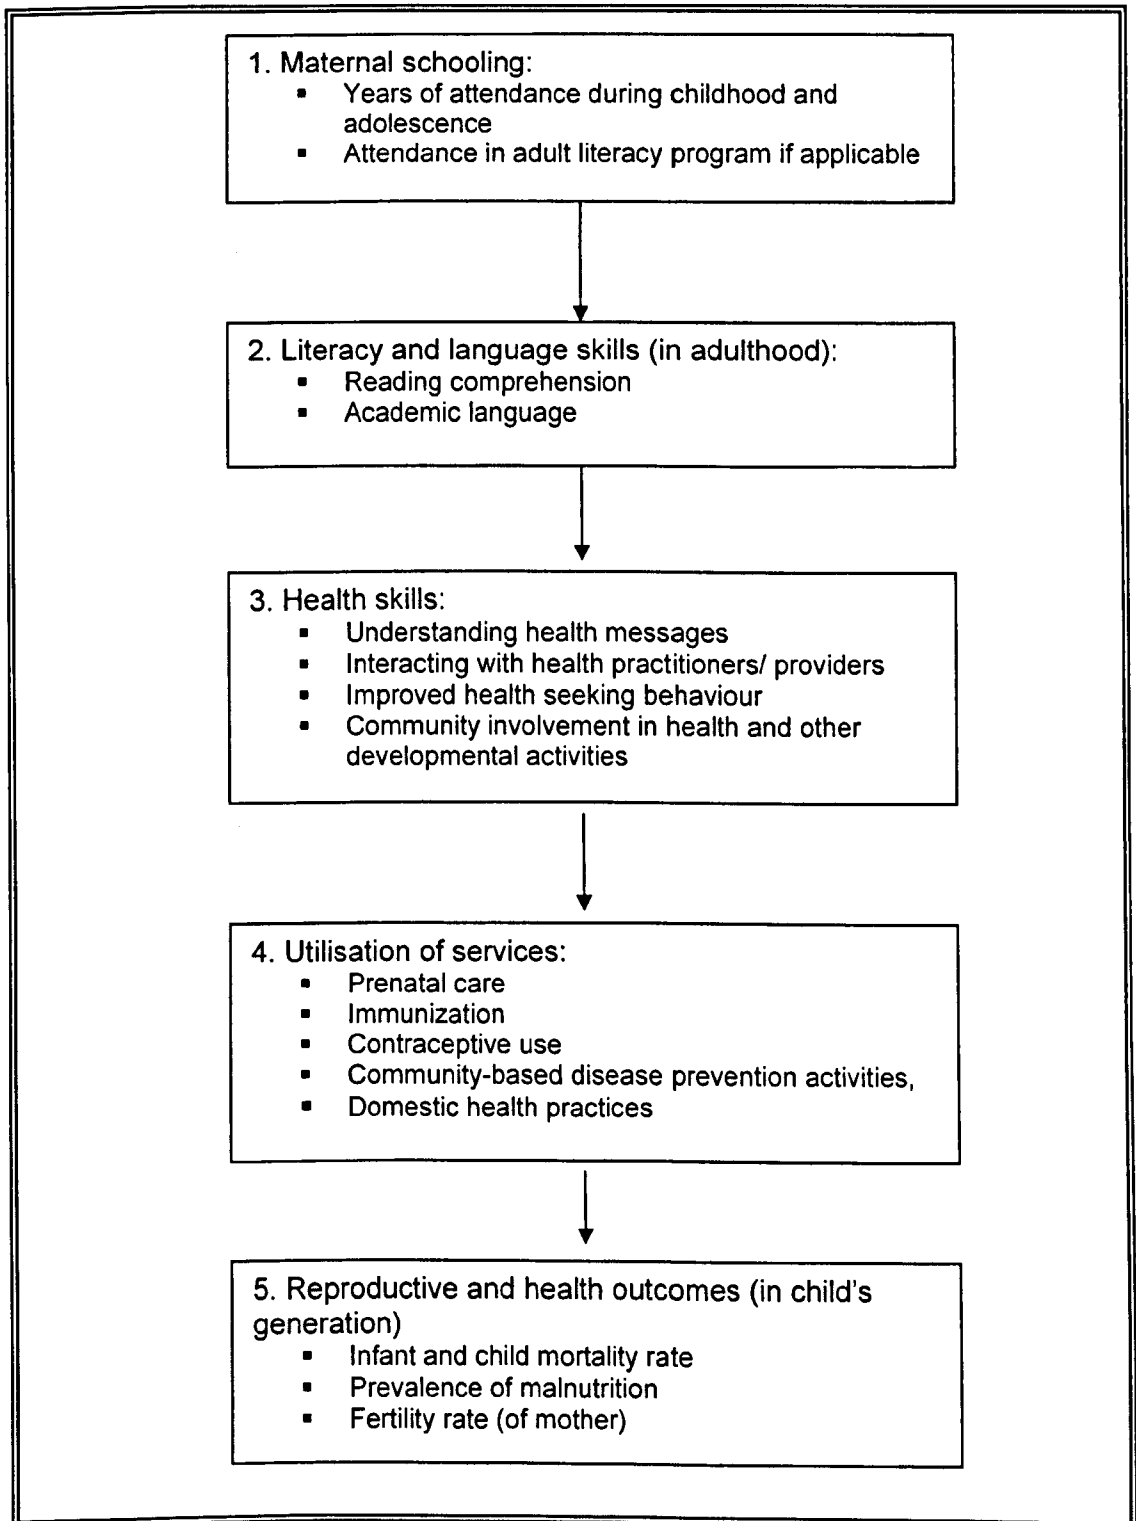 1. Maternal schooling:
▪ Years of attendance during childhood and
adolescence
▪ Attendance in adult literacy program if applicable
2. Literacy and language skills (in adulthood):
▪ Reading comprehension
▪ Academic language
3. Health skills:
▪ Understanding health messages
▪ Interacting with health practitioners/ providers
▪ Improved health seeking behaviour
▪ Community involvement in health and other
developmental activities
4. Utilisation of services:
▪ Prenatal care
▪ Immunization
▪ Contraceptive use
▪ Community-based disease prevention activities,
▪ Domestic health practices
5. Reproductive and health outcomes (in child's
generation)
▪ Infant and child mortality rate
▪ Prevalence of malnutrition
▪ Fertility rate (of mother)